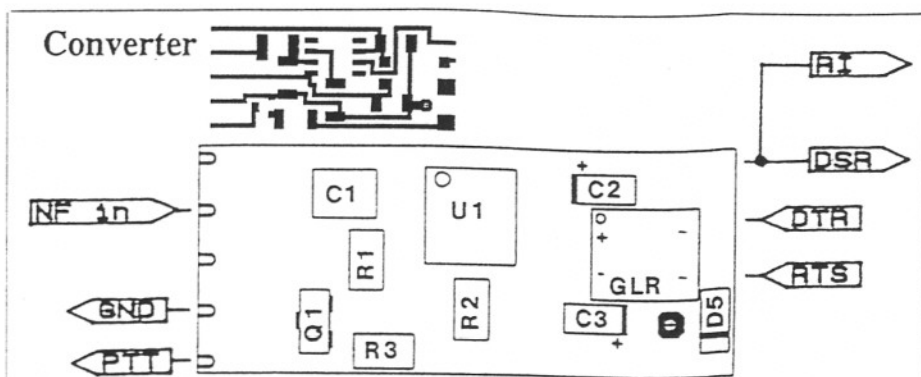 Converter
RI
DSR
C1
U1
+
C2
NF in
DTR
+ -
R1
RTS
- -
GLR
GND
Q1
R2
C3
D5
+
R3
PTT